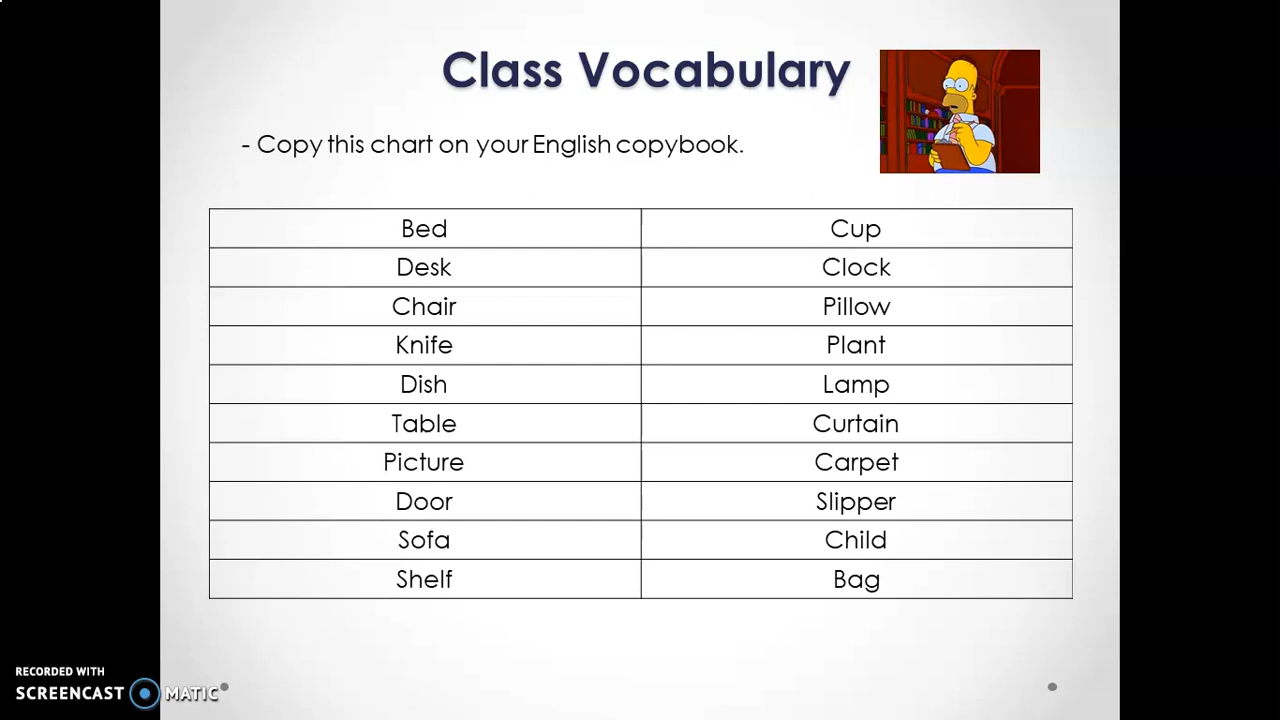 Class Vocabulary
- Copy this chart on your English copybook.
Bed Cup
Desk Clock
Chair Pillow
Knife Plant
Dish Lamp
Table Curtain
Picture Carpet
Door Slipper
Sofa Child
Shelf Bag
RECORDED WITH
SCREENCAST MATIC